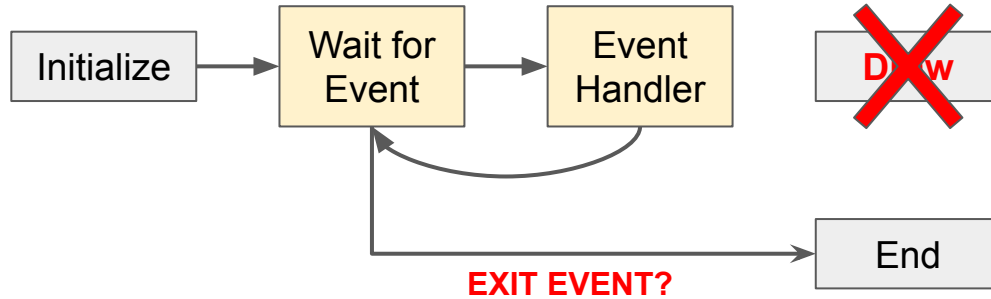 Initialize
Wait for
Event
Event
Handler
End
EXIT EVENT?